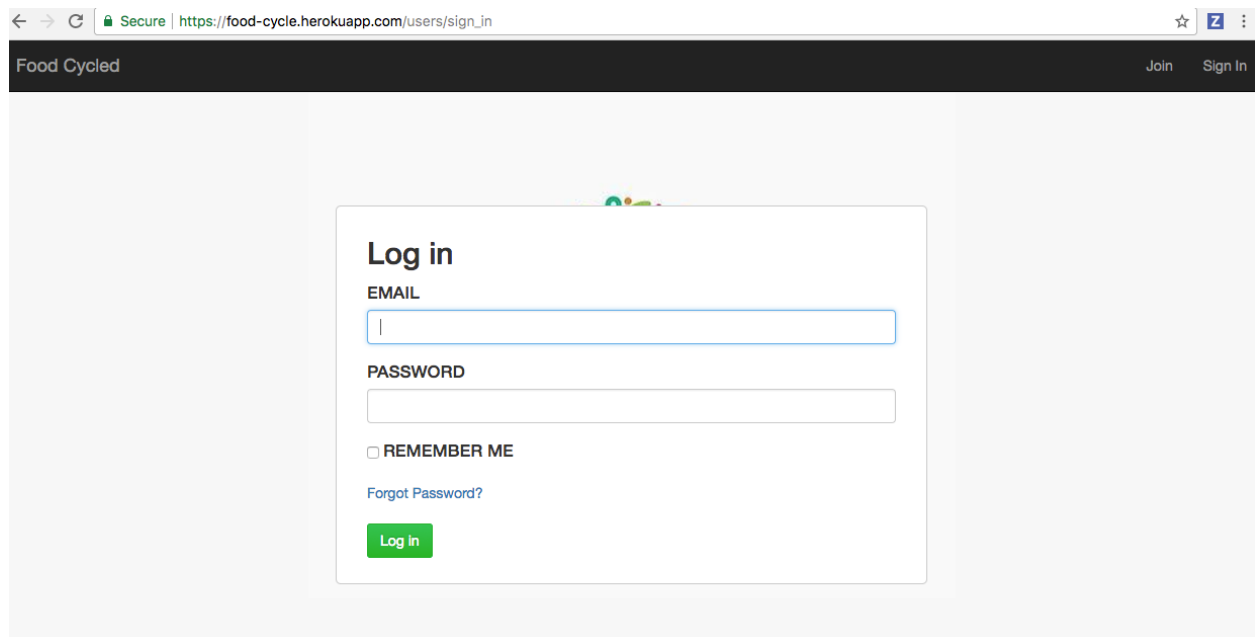 Secure | https://food-cycle.herokuapp.com/users/sign_in Z
Food Cycled Join Sign In
Log in
EMAIL
PASSWORD
REMEMBER ME
Forgot Password?
Log in